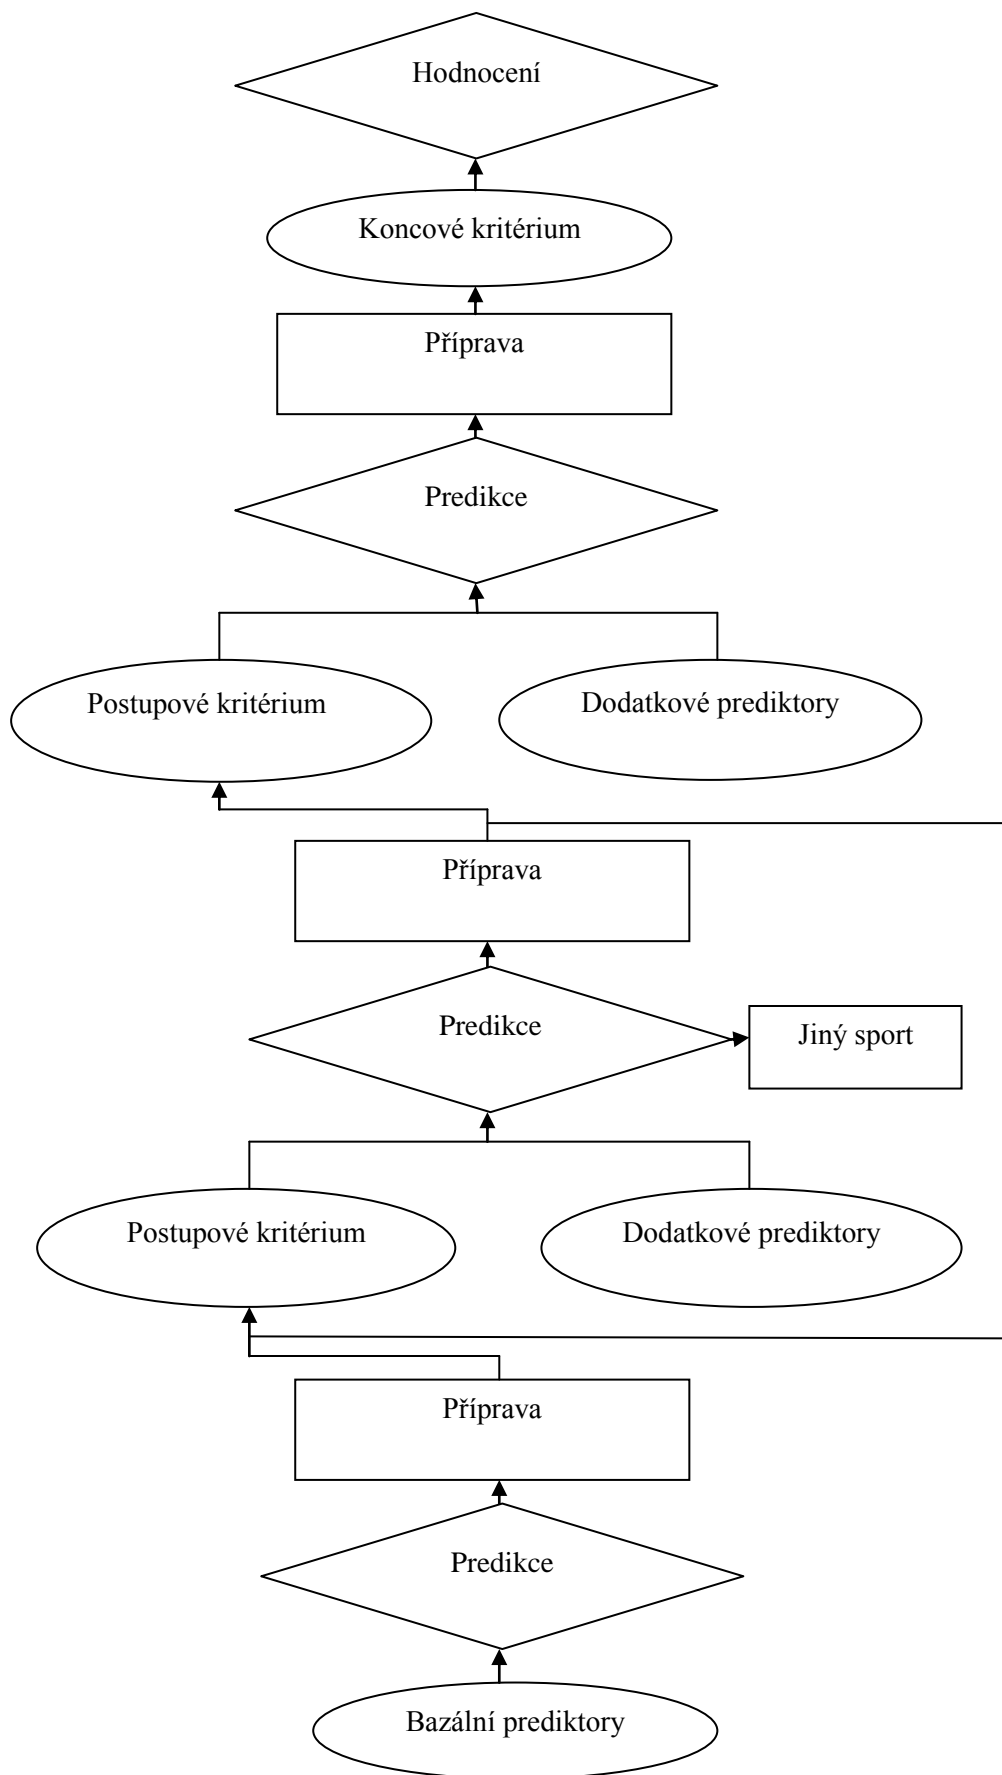 Hodnocení
Koncové kritérium
Příprava
Predikce
Postupové kritérium
Dodatkové prediktory
Příprava
Predikce
Jiný sport
Postupové kritérium
Dodatkové prediktory
Příprava
Predikce
Bazální prediktory